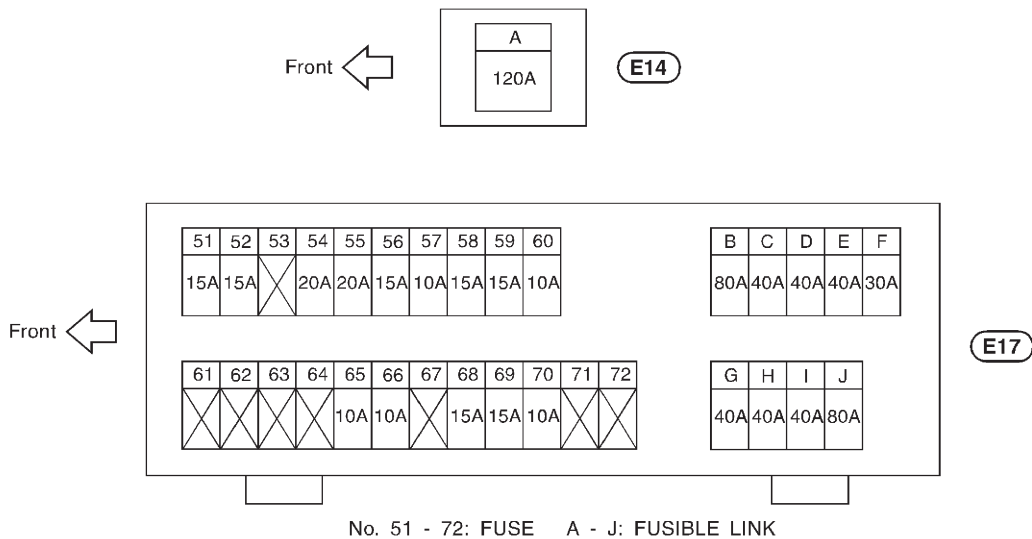 A
Front
120A
E14
51 52 53 54 55 56 57 58 59 60
15A 15A 20A 20A 15A 10A 15A 15A 10A
B C D E F
80A 40A 40A 40A 30A
Front
E17
61 62 63 64 65 66 67 68 69 70 71 72
10A 10A 15A 15A 10A
G H I J
40A 40A 40A 80A
No. 51 - 72: FUSE A - J: FUSIBLE LINK